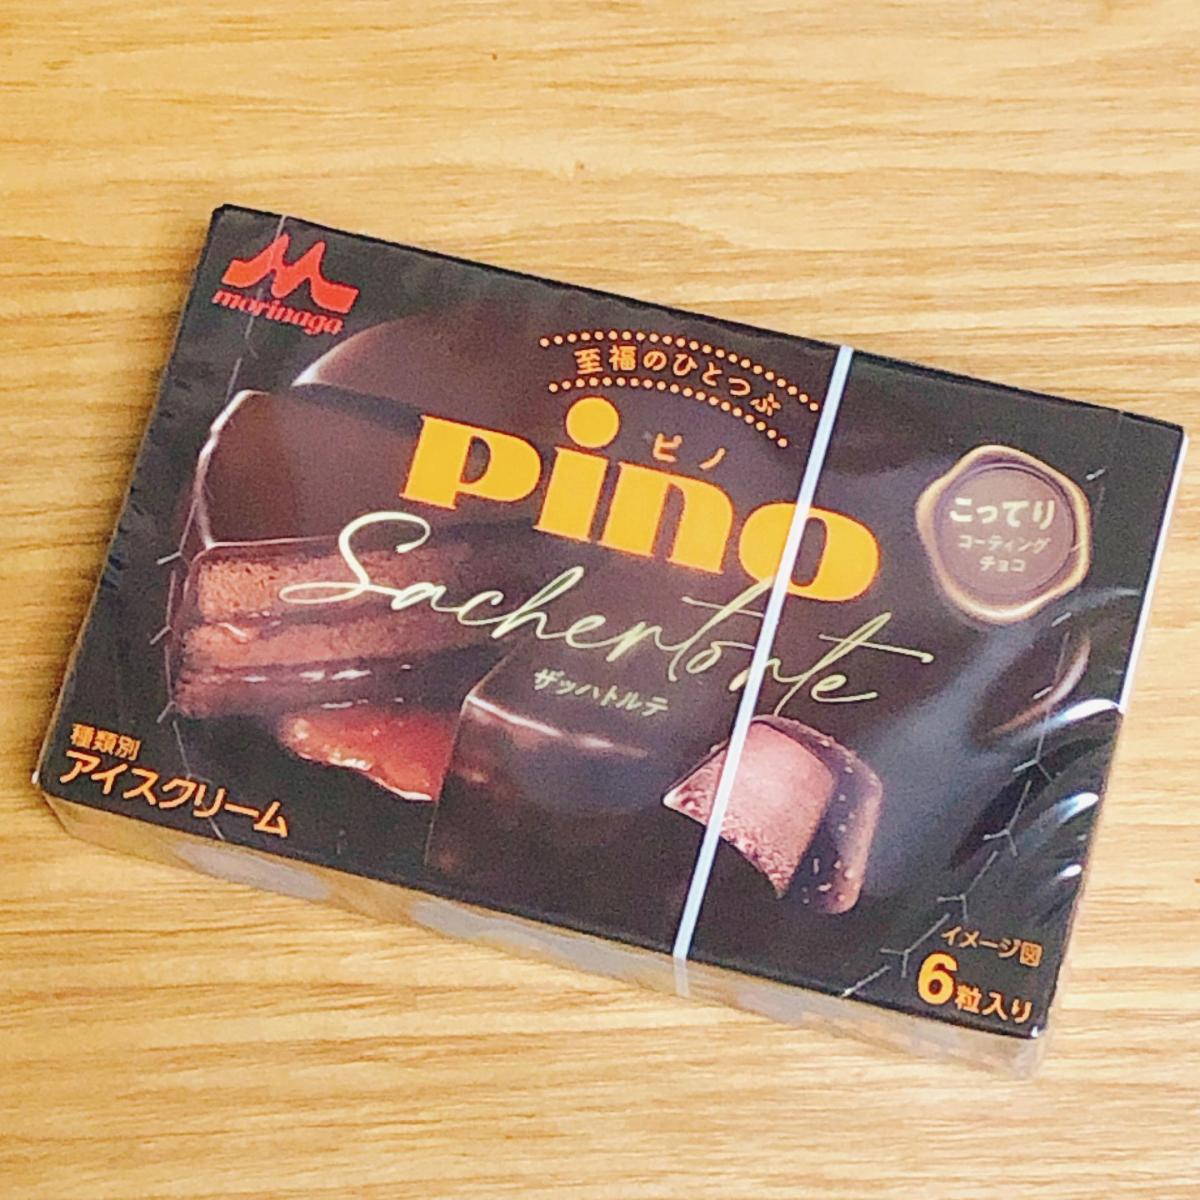 morinaga
至福のひとつぶ
ピノ
pino
Sachertorte
ザッハトルテ
こってり
コーティング
チョコ
種類別
アイスクリーム
イメージ図
6粒入り